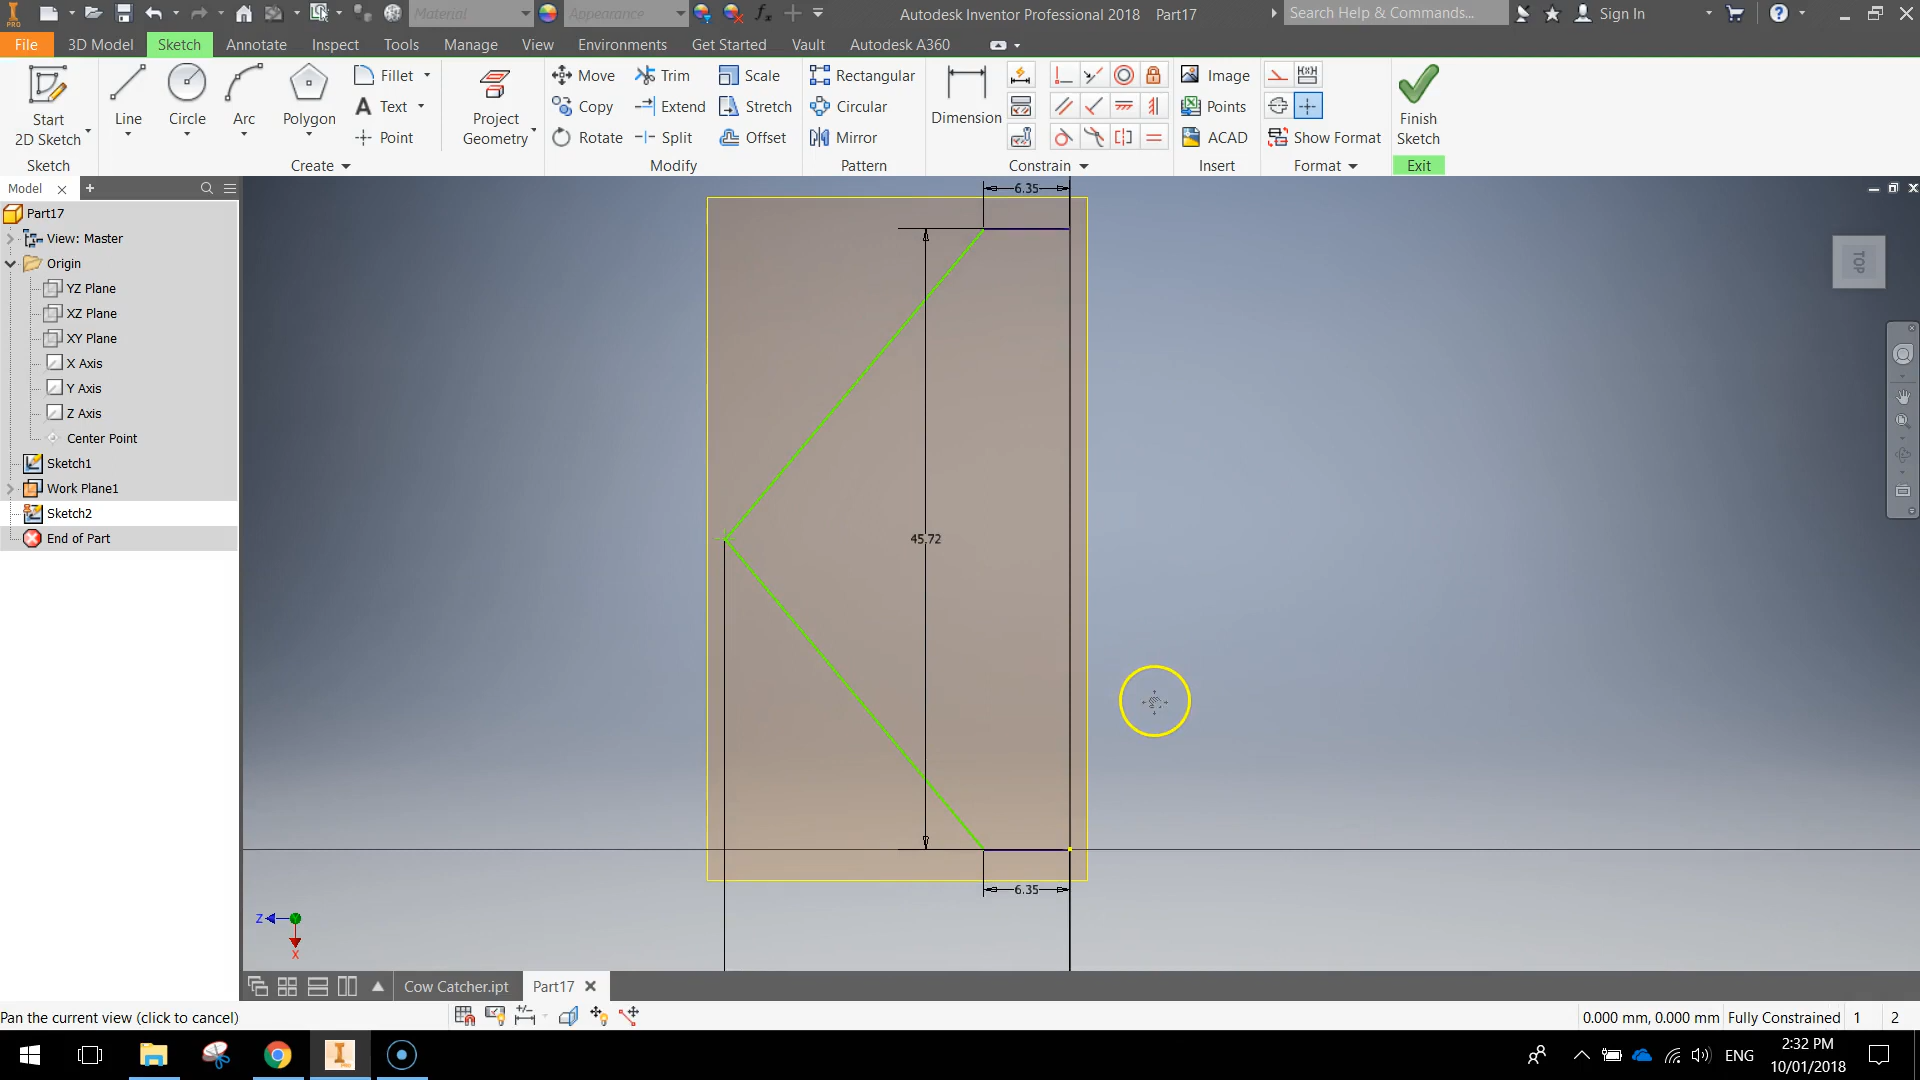 Material Appearance Autodesk Inventor Professional 2018 Part17 Search Help & Commands... Sign In
PRO
File 3D Model Sketch Annotate Inspect Tools Manage View Environments Get Started Vault Autodesk A360
Start 2D Sketch
Line
Circle
Arc
Polygon
Fillet
Text
Point
Project Geometry
Move
Copy
Rotate
Trim
Extend
Split
Scale
Stretch
Offset
Rectangular
Circular
Mirror
Dimension
Image
Points
ACAD
Show Format
Finish Sketch
Sketch Create Modify Pattern Constrain Insert Format Exit
Model
Part17
View: Master
Origin
YZ Plane
XZ Plane
XY Plane
X Axis
Y Axis
Z Axis
Center Point
Sketch1
Work Plane1
Sketch2
End of Part
6.35
TOP
45.72
6.35
Z
X
Cow Catcher.ipt Part17
Pan the current view (click to cancel) 0.000 mm, 0.000 mm Fully Constrained 1 2
ENG
2:32 PM
10/01/2018